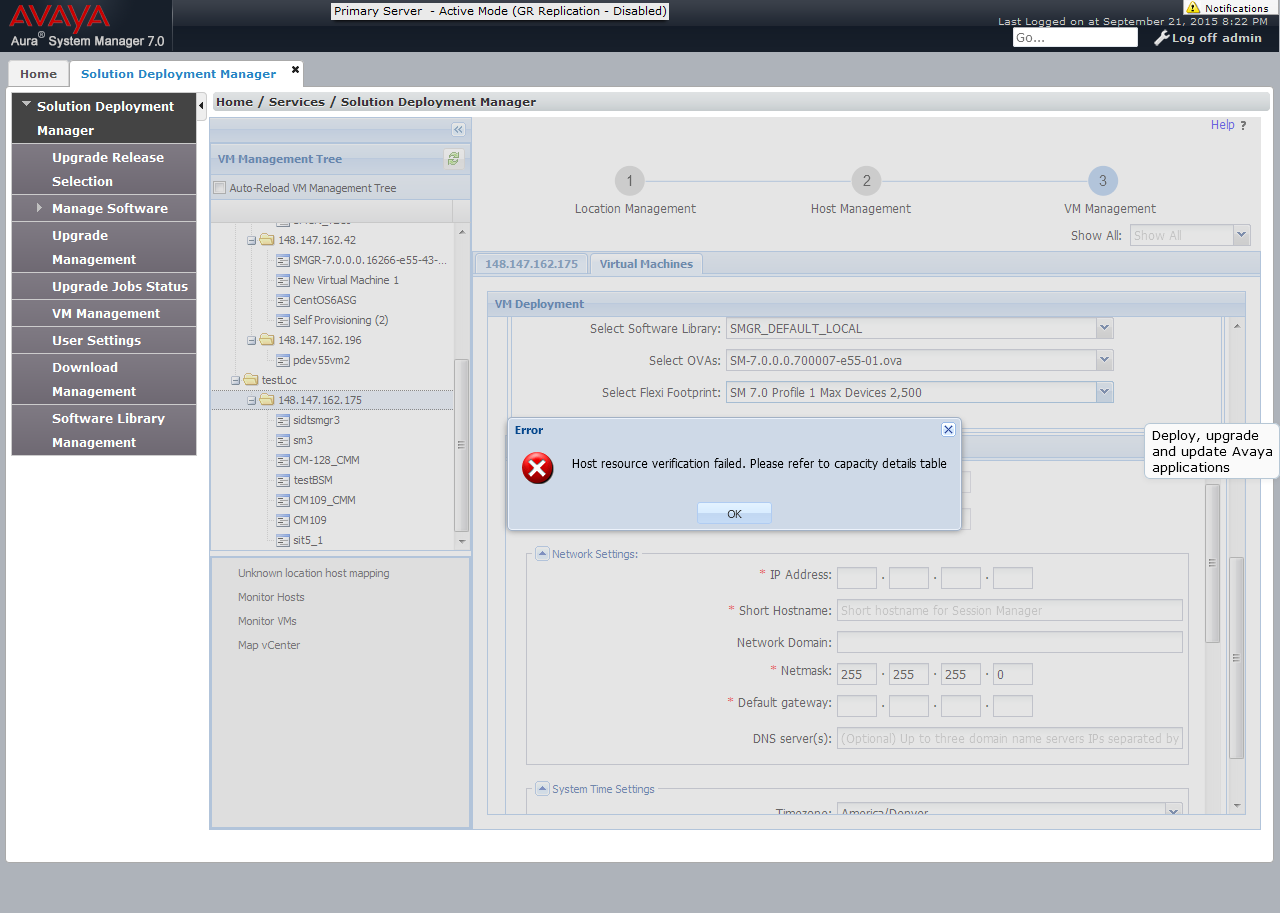 AVAYA
Aura® System Manager 7.0
Primary Server - Active Mode (GR Replication - Disabled)
Notifications
Last Logged on at September 21, 2015 8:22 PM
Go...
Log off admin
Home
Solution Deployment Manager
Solution Deployment
Manager
Upgrade Release
Selection
Manage Software
Upgrade
Management
Upgrade Jobs Status
VM Management
User Settings
Download
Management
Software Library
Management
Home / Services / Solution Deployment Manager
Help ?
VM Management Tree
Auto-Reload VM Management Tree
148.147.162.42
SMGR-7.0.0.0.16266-e55-43-...
New Virtual Machine 1
CentOS6ASG
Self Provisioning (2)
148.147.162.196
pdev55vm2
testLoc
148.147.162.175
sidtsmgr3
sm3
CM-128_CMM
testBSM
CM109_CMM
CM109
sit5_1
Unknown location host mapping
Monitor Hosts
Monitor VMs
Map vCenter
1
2
3
Location Management
Host Management
VM Management
Show All:
Show All
148.147.162.175
Virtual Machines
VM Deployment
Select Software Library:
SMGR_DEFAULT_LOCAL
Select OVAs:
SM-7.0.0.0.700007-e55-01.ova
Select Flexi Footprint:
SM 7.0 Profile 1 Max Devices 2,500
Error
Host resource verification failed. Please refer to capacity details table
OK
Deploy, upgrade
and update Avaya
applications
Network Settings:
* IP Address:
* Short Hostname:
Short hostname for Session Manager
Network Domain:
* Netmask:
255 . 255 . 255 . 0
* Default gateway:
DNS server(s):
(Optional) Up to three domain name servers IPs separated by
System Time Settings
Timezone:
America/Denver